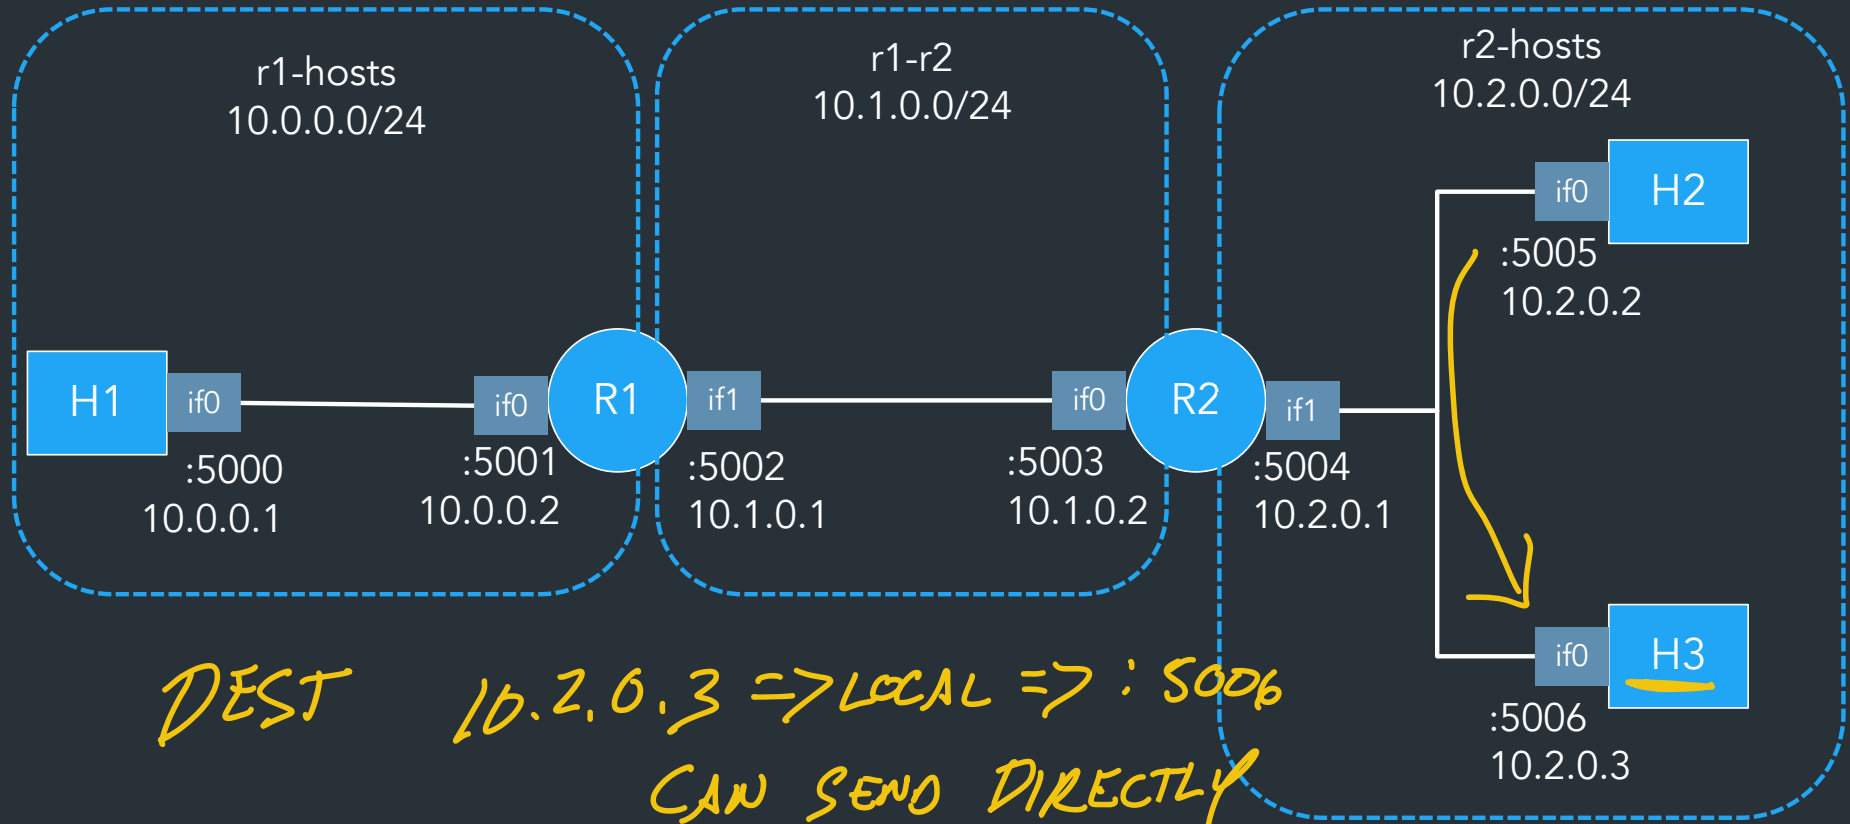 r1-hosts
10.0.0.0/24
r1-r2
10.1.0.0/24
r2-hosts
10.2.0.0/24
if0
H2
:5005
10.2.0.2
H1
if0
if0
R1
if1
if0
R2
if1
:5000
10.0.0.1
:5001
10.0.0.2
:5002
10.1.0.1
:5003
10.1.0.2
:5004
10.2.0.1
if0
H3
:5006
10.2.0.3
DEST 10.2.0.3 => LOCAL => :5006
CAN SEND DIRECTLY